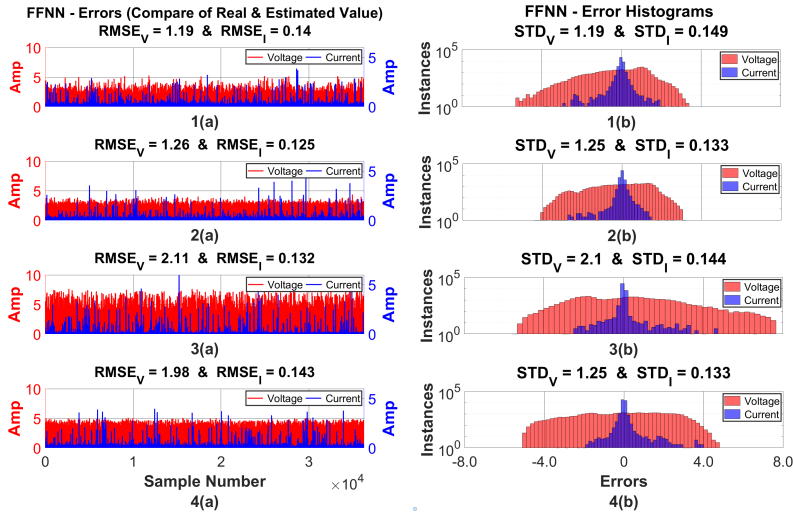 FFNN - Errors (Compare of Real & Estimated Value)
RMSE_V = 1.19 & RMSE_I = 0.14
10
5
0
Amp
5
0
Amp
Voltage
Current
1(a)
FFNN - Error Histograms
STD_V = 1.19 & STD_I = 0.149
10^5
10^0
Instances
Voltage
Current
1(b)
RMSE_V = 1.26 & RMSE_I = 0.125
10
5
0
Amp
5
0
Amp
Voltage
Current
2(a)
STD_V = 1.25 & STD_I = 0.133
10^5
10^0
Instances
Voltage
Current
2(b)
RMSE_V = 2.11 & RMSE_I = 0.132
10
5
0
Amp
5
0
Amp
Voltage
Current
3(a)
STD_V = 2.1 & STD_I = 0.144
10^5
10^0
Instances
Voltage
Current
3(b)
RMSE_V = 1.98 & RMSE_I = 0.143
10
5
0
Amp
5
0
Amp
Voltage
Current
0 1 2 3
Sample Number
×10^4
4(a)
STD_V = 1.25 & STD_I = 0.133
10^5
10^0
Instances
Voltage
Current
-8.0 -4.0 0 4.0 8.0
Errors
4(b)